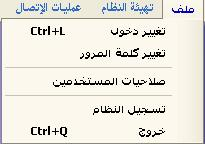 ملف تهيئة النظام عمليات الإتصال
تغيير دخول Ctrl+L
تغيير كلمة المرور
صلاحيات المستخدمين
تسجيل النظام
خروج Ctrl+Q